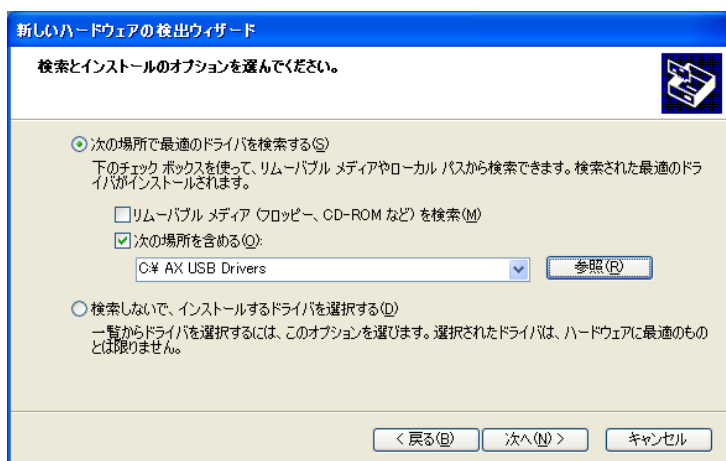 新しいハードウェアの検出ウィザード
検索とインストールのオプションを選んでください。
次の場所で最適のドライバを検索する(S)
下のチェック ボックスを使って、リムーバブル メディアやローカル パスから検索できます。検索された最適のドラ
イバがインストールされます。
リムーバブル メディア (フロッピー、CD-ROM など) を検索(M)
次の場所を含める(O):
C:¥ AX USB Drivers
参照(R)
検索しないで、インストールするドライバを選択する(D)
一覧からドライバを選択するには、このオプションを選びます。選択されたドライバは、ハードウェアに最適のもの
とは限りません。
< 戻る(B) 次へ(N) > キャンセル